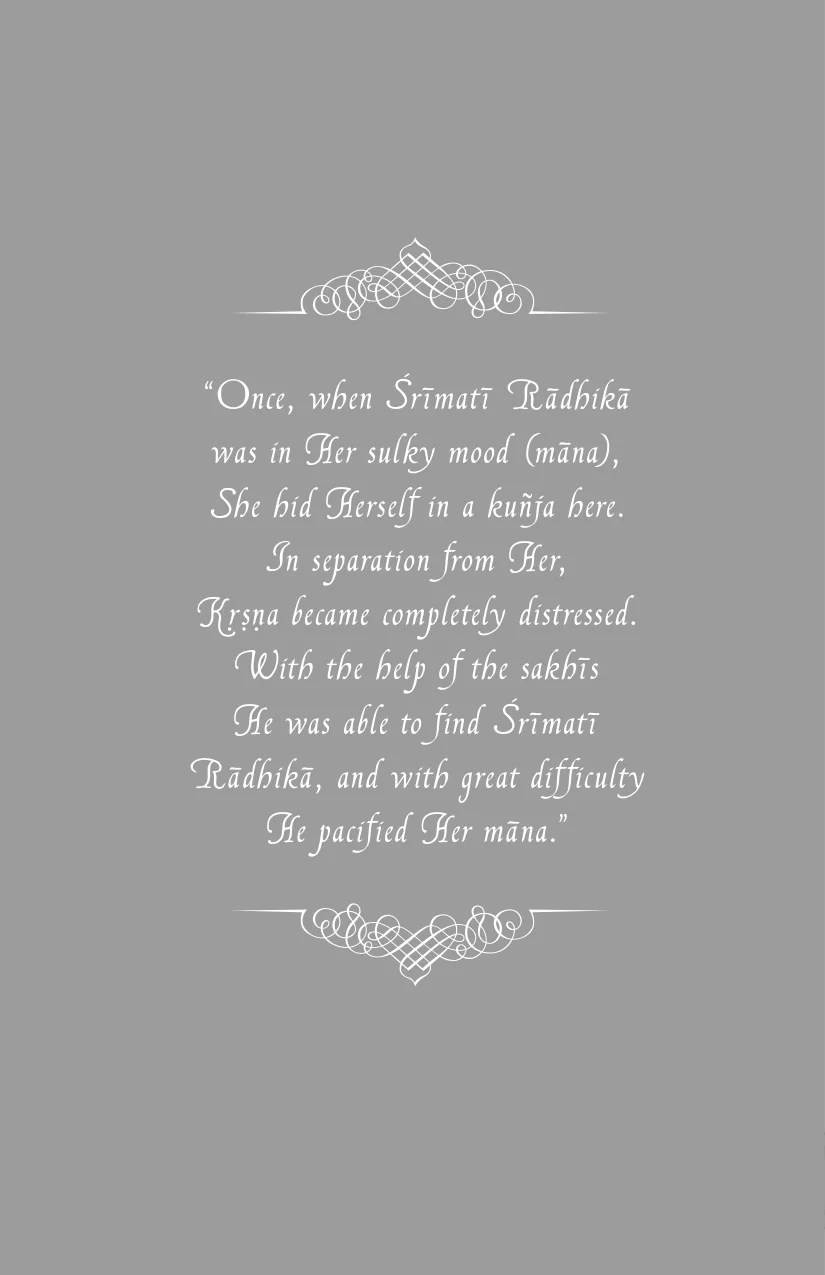 “Once, when Śrīmatī Rādhikā
was in Her sulky mood (māna),
She hid Herself in a kuñja here.
In separation from Her,
Kṛṣṇa became completely distressed.
With the help of the sakhīs
He was able to find Śrīmatī
Rādhikā, and with great difficulty
He pacified Her māna.”